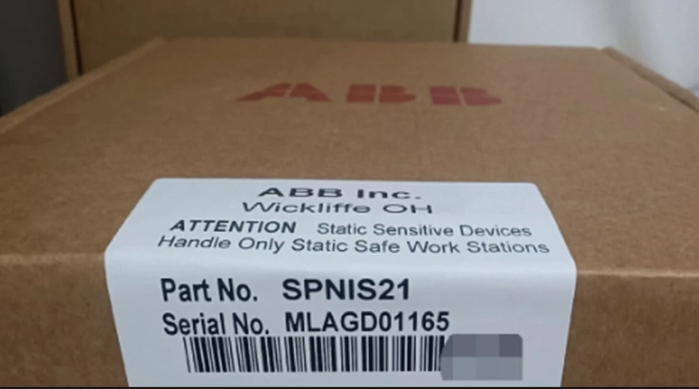 ABB
ABB Inc.
Wickliffe OH
ATTENTION Static Sensitive Devices
Handle Only Static Safe Work Stations
Part No. SPNIS21
Serial No. MLAGD01165